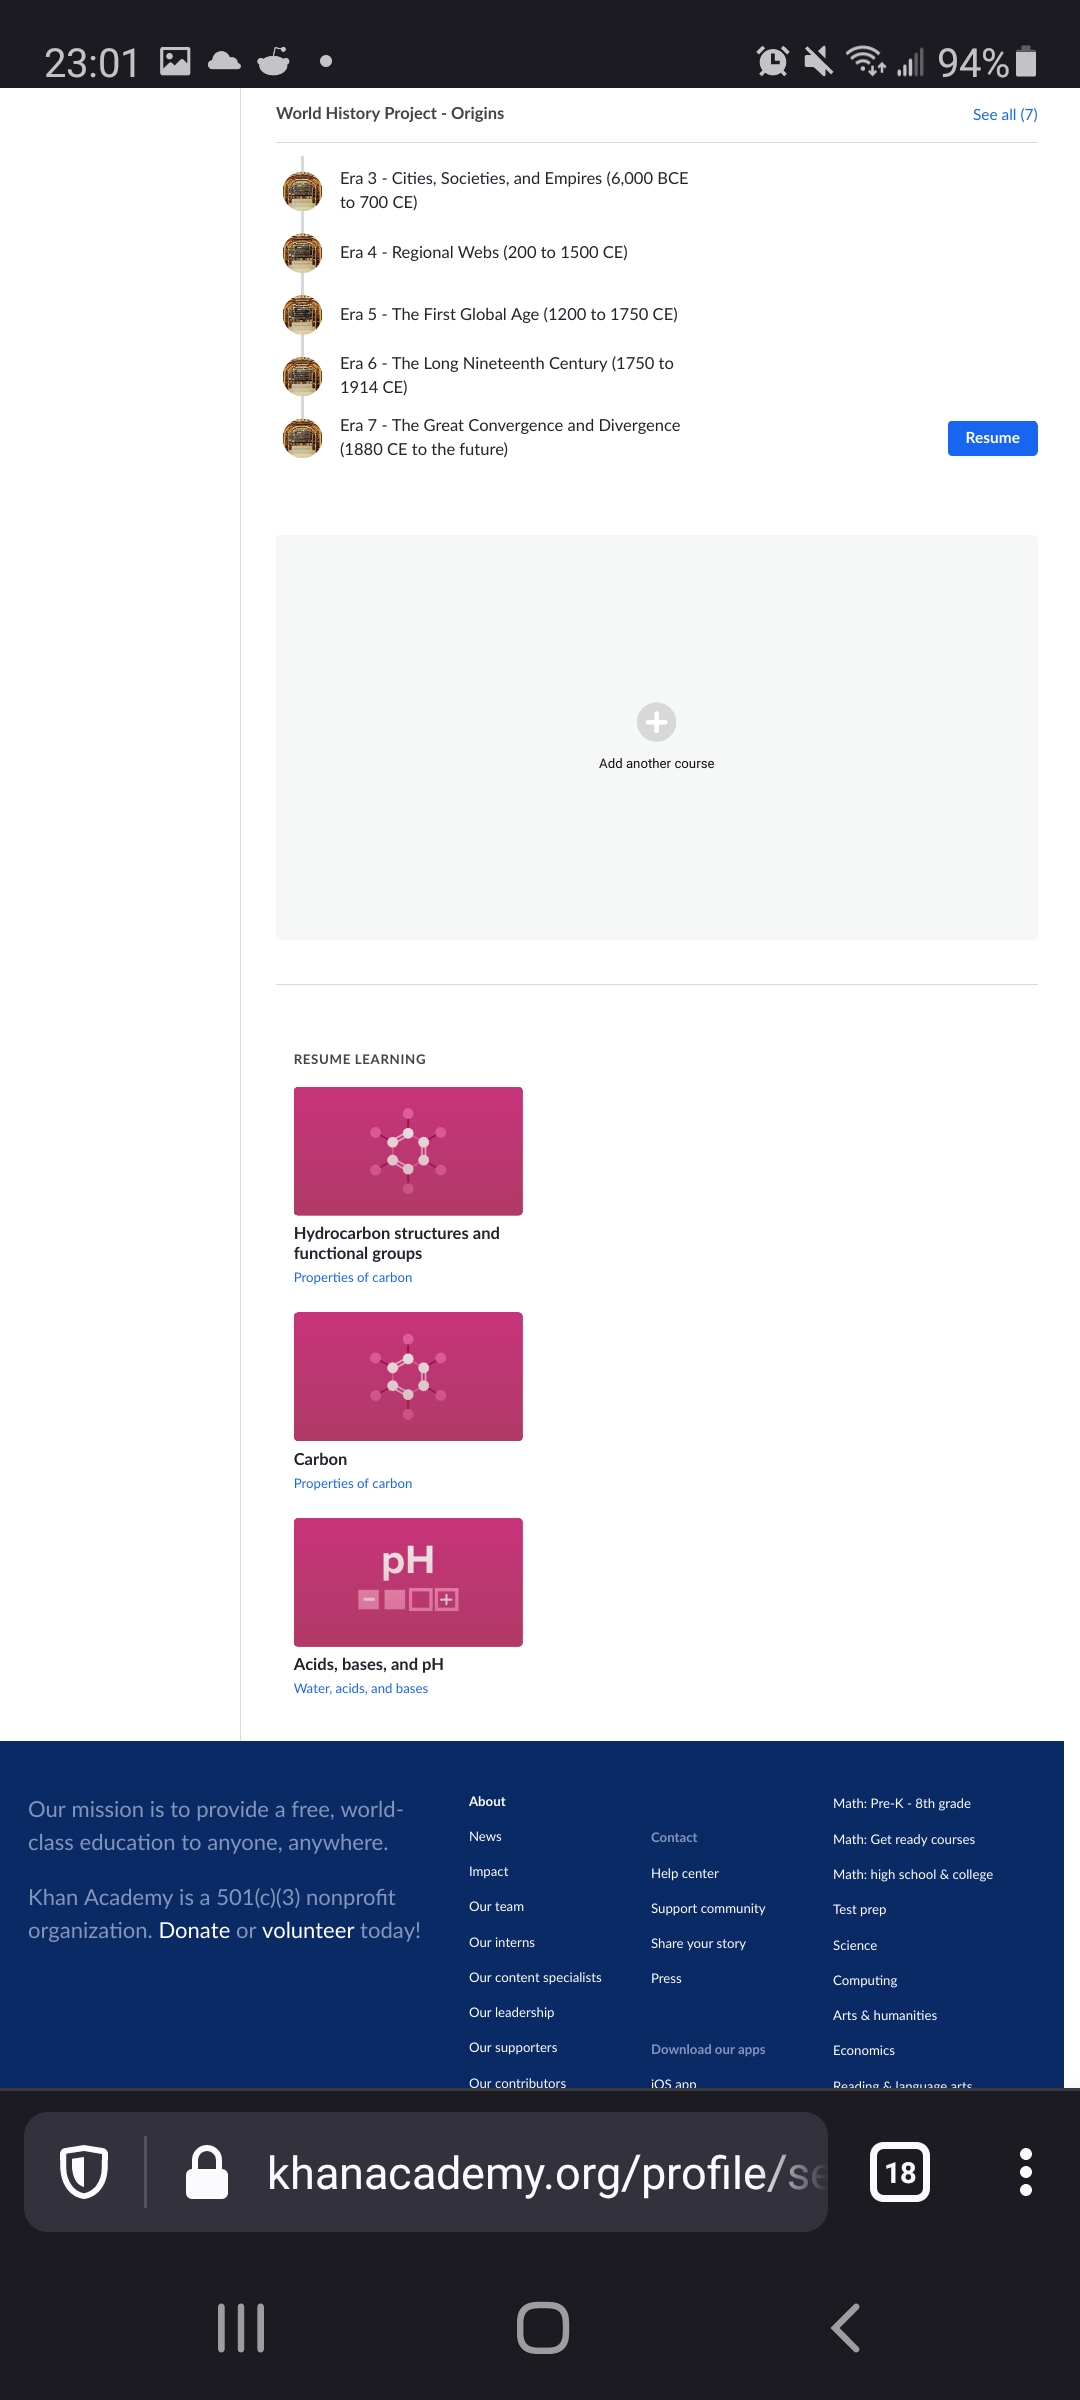 23:01
94%
World History Project - Origins
See all (7)
Era 3 - Cities, Societies, and Empires (6,000 BCE
to 700 CE)
Era 4 - Regional Webs (200 to 1500 CE)
Era 5 - The First Global Age (1200 to 1750 CE)
Era 6 - The Long Nineteenth Century (1750 to
1914 CE)
Era 7 - The Great Convergence and Divergence
(1880 CE to the future)
Resume
Add another course
RESUME LEARNING
Hydrocarbon structures and
functional groups
Properties of carbon
Carbon
Properties of carbon
pH
Acids, bases, and pH
Water, acids, and bases
Our mission is to provide a free, world-
class education to anyone, anywhere.
Khan Academy is a 501(c)(3) nonprofit
organization. Donate or volunteer today!
About
News
Impact
Our team
Our interns
Our content specialists
Our leadership
Our supporters
Our contributors
Contact
Help center
Support community
Share your story
Press
Download our apps
iOS app
Math: Pre-K - 8th grade
Math: Get ready courses
Math: high school & college
Test prep
Science
Computing
Arts & humanities
Economics
Reading & language arts
khanacademy.org/profile/se
18